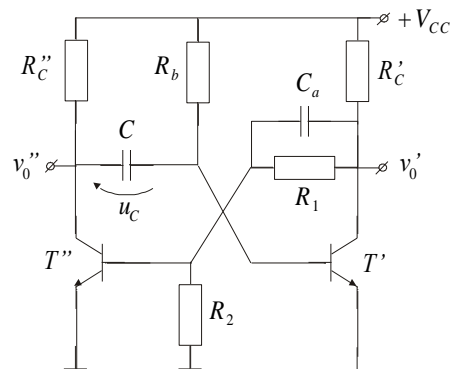 +V_CC
R_C''
R_b
R_C'
C_a
C
v_0''
v_0'
R_1
u_C
T''
T'
R_2